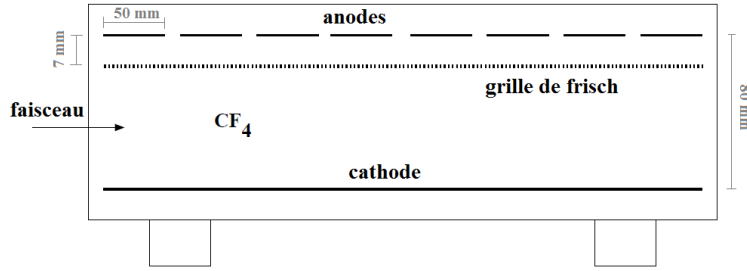 50 mm
anodes
7 mm
grille de frisch
faisceau
CF4
80 mm
cathode